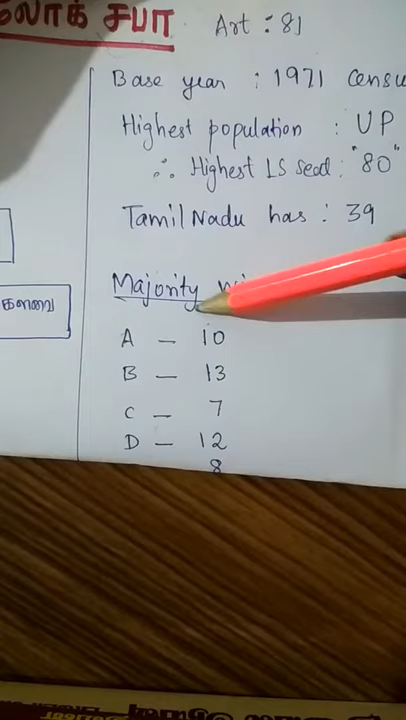 லோக் சபா
Art : 81
Base year : 1971 census
Highest population : UP
∴ Highest LS seat : "80"
Tamil Nadu has : 39
Majority
A — 10
B — 13
C — 7
D — 12
8